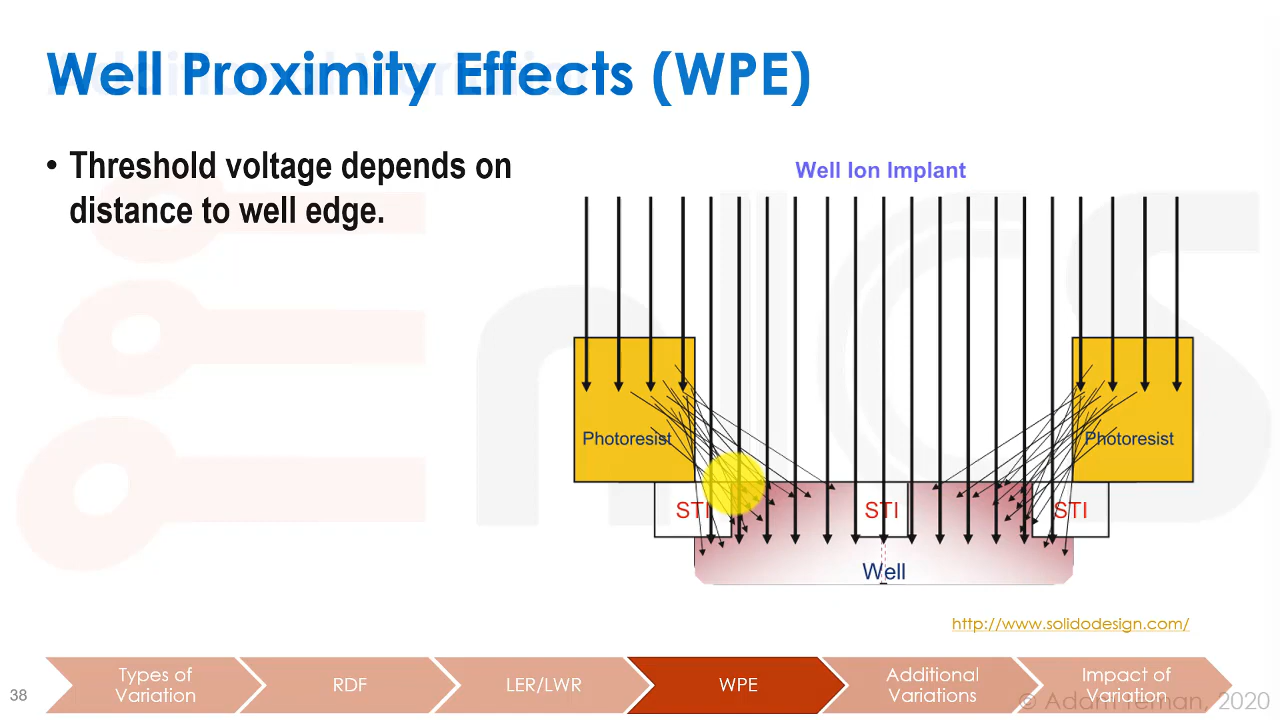 Well Proximity Effects (WPE)
• Threshold voltage depends on
distance to well edge.
Well Ion Implant
Photoresist
Photoresist
STI
STI
STI
Well
http://www.solidodesign.com/
38
Types of
Variation
RDF
LER/LWR
WPE
Additional
Variations
Impact of
Variation
© Adam Teman, 2020